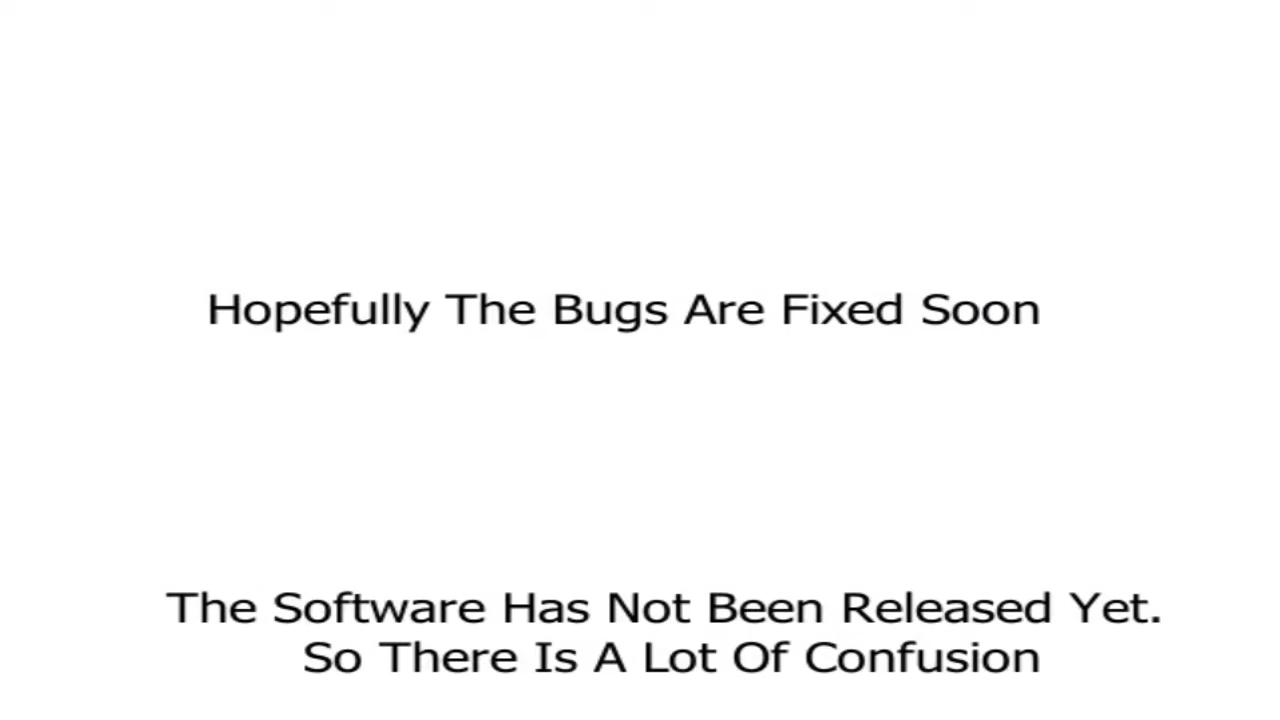 Hopefully The Bugs Are Fixed Soon
The Software Has Not Been Released Yet.
So There Is A Lot Of Confusion